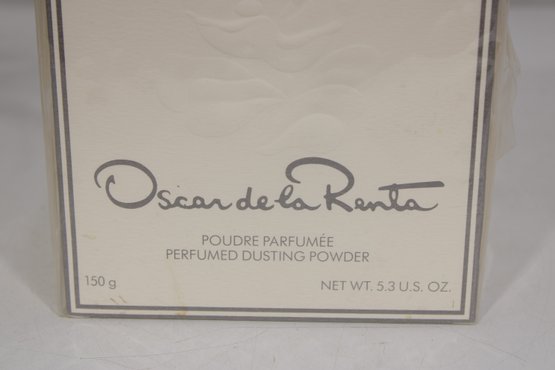 Oscar de la Renta
POUDRE PARFUMÉE
PERFUMED DUSTING POWDER
150 g NET WT. 5.3 U.S. OZ.